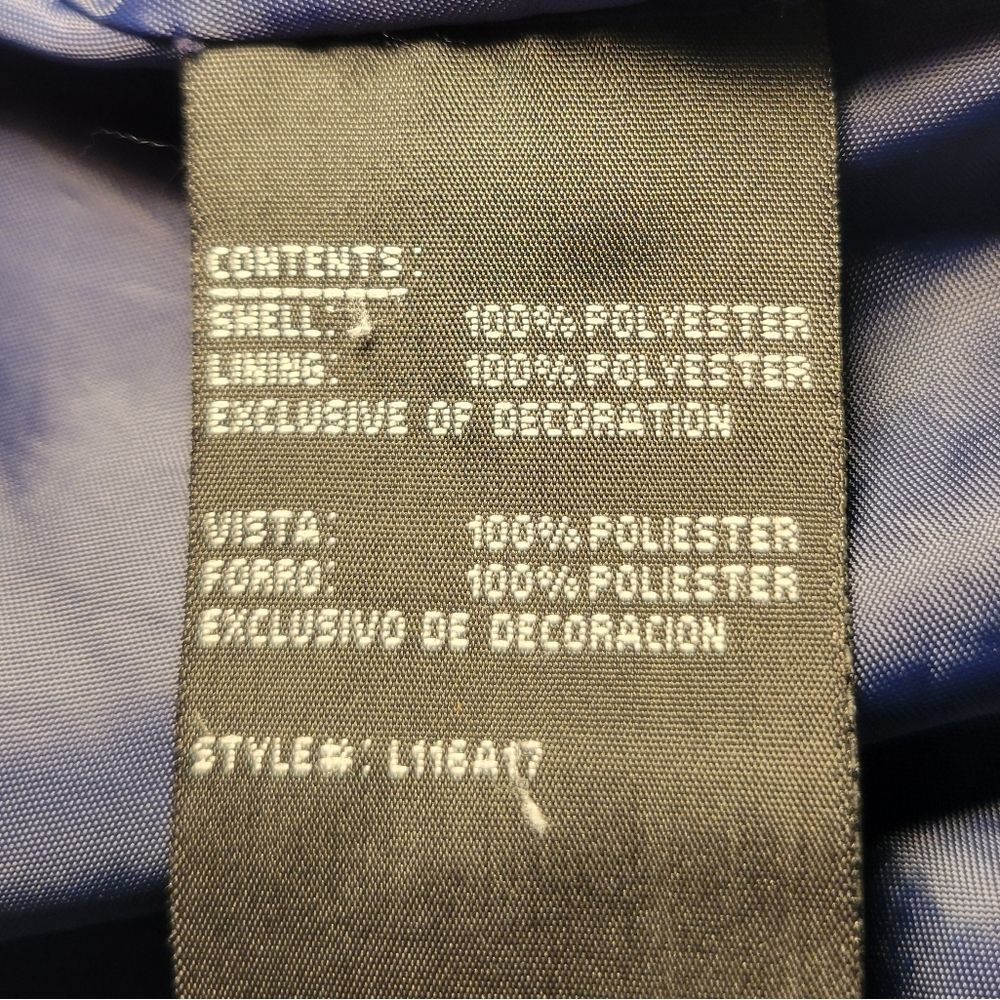 CONTENTS:
SHELL: 100% POLYESTER
LINING: 100% POLYESTER
EXCLUSIVE OF DECORATION
VISTA: 100% POLIESTER
FORRO: 100% POLIESTER
EXCLUSIVO DE DECORACION
STYLE#: L116A17